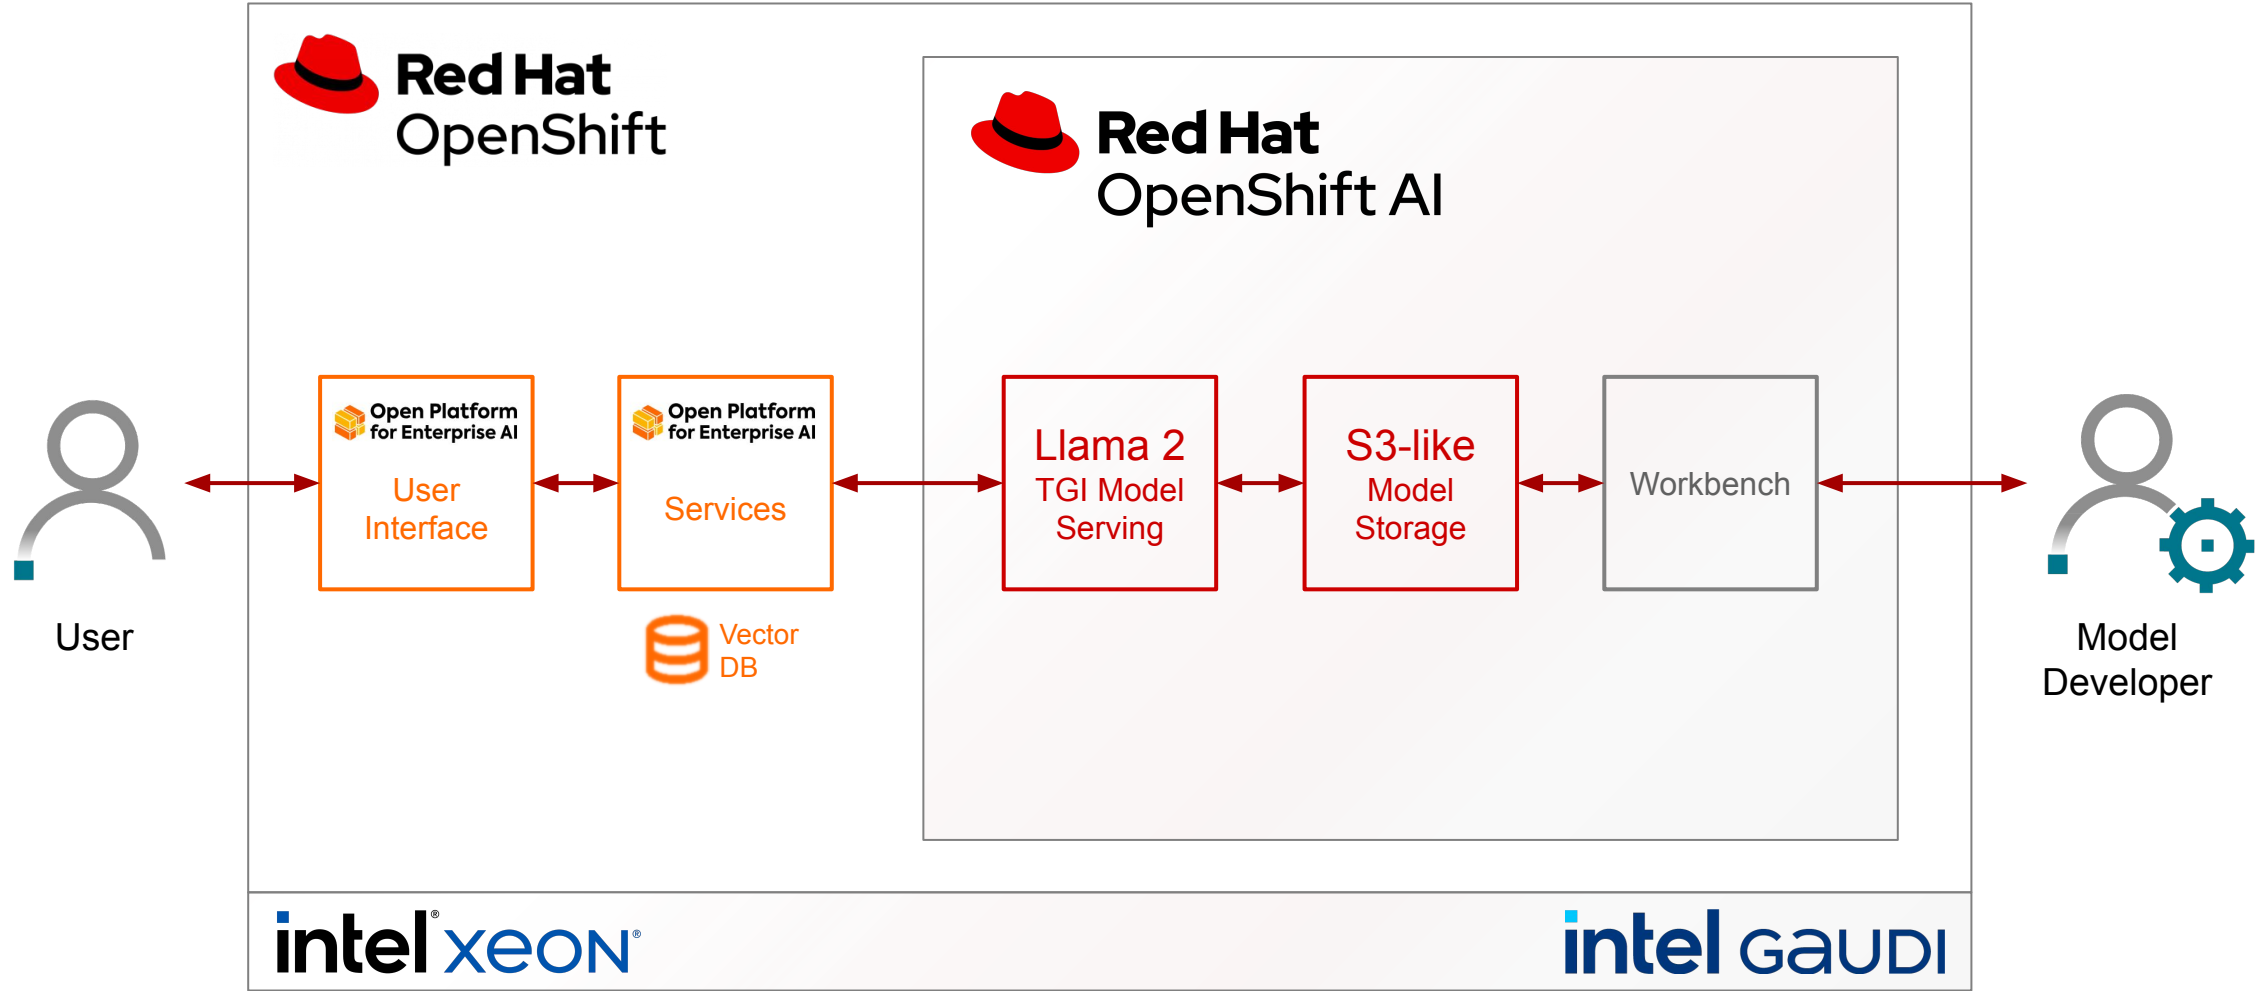 Red Hat
OpenShift
Red Hat
OpenShift AI
Open Platform
for Enterprise AI
User
Interface
Open Platform
for Enterprise AI
Services
Vector
DB
Llama 2
TGI Model
Serving
S3-like
Model
Storage
Workbench
User
Model
Developer
intel® xeon®
intel GAUDI